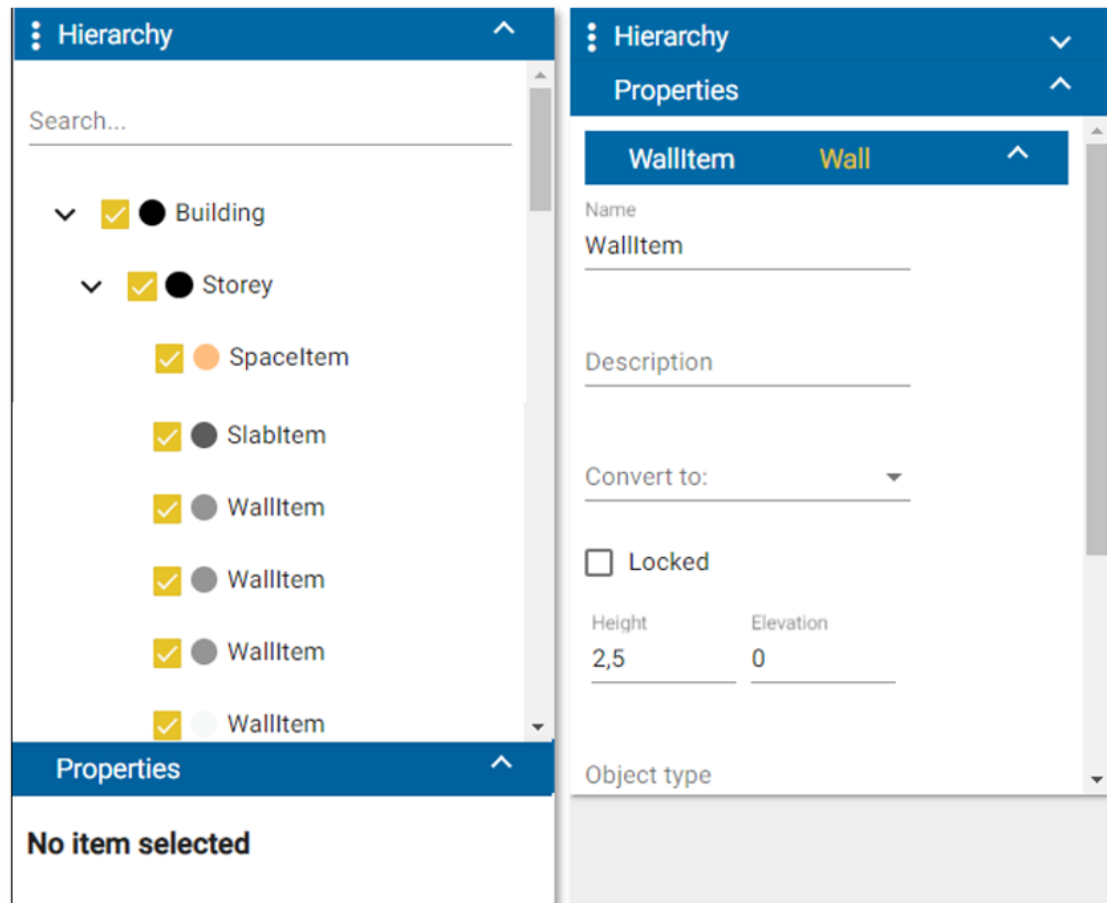 Hierarchy
Search...
Building
Storey
SpaceItem
SlabItem
WallItem
WallItem
WallItem
WallItem
Properties
No item selected
Hierarchy
Properties
WallItem Wall
Name
WallItem
Description
Convert to:
Locked
Height Elevation
2,5 0
Object type